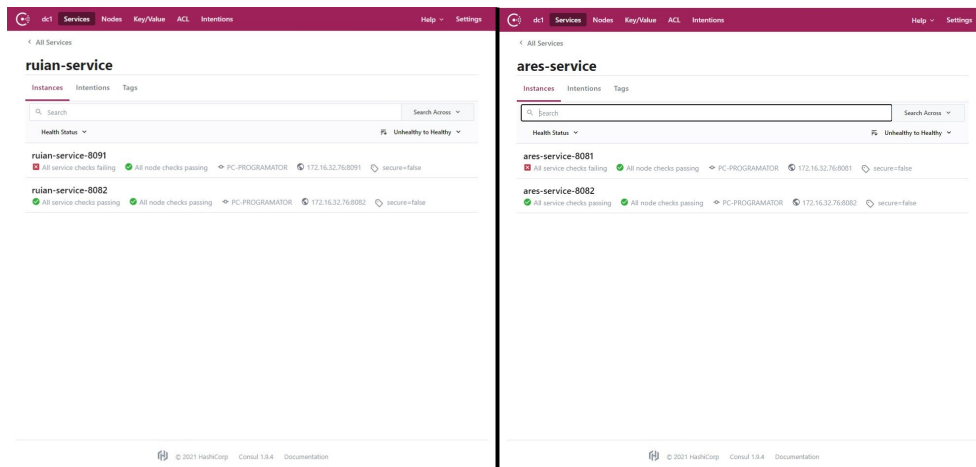 dc1 Services Nodes Key/Value ACL Intentions Help Settings
All Services
ruian-service
Instances Intentions Tags
Search Search Across
Health Status Unhealthy to Healthy
ruian-service-8091
All service checks failing All node checks passing PC-PROGRAMATOR 172.16.32.76:8091 secure=false
ruian-service-8082
All service checks passing All node checks passing PC-PROGRAMATOR 172.16.32.76:8082 secure=false
© 2021 HashiCorp Consul 1.9.4 Documentation
dc1 Services Nodes Key/Value ACL Intentions Help Settings
All Services
ares-service
Instances Intentions Tags
Search Search Across
Health Status Unhealthy to Healthy
ares-service-8081
All service checks failing All node checks passing PC-PROGRAMATOR 172.16.32.76:8081 secure=false
ares-service-8082
All service checks passing All node checks passing PC-PROGRAMATOR 172.16.32.76:8082 secure=false
© 2021 HashiCorp Consul 1.9.4 Documentation